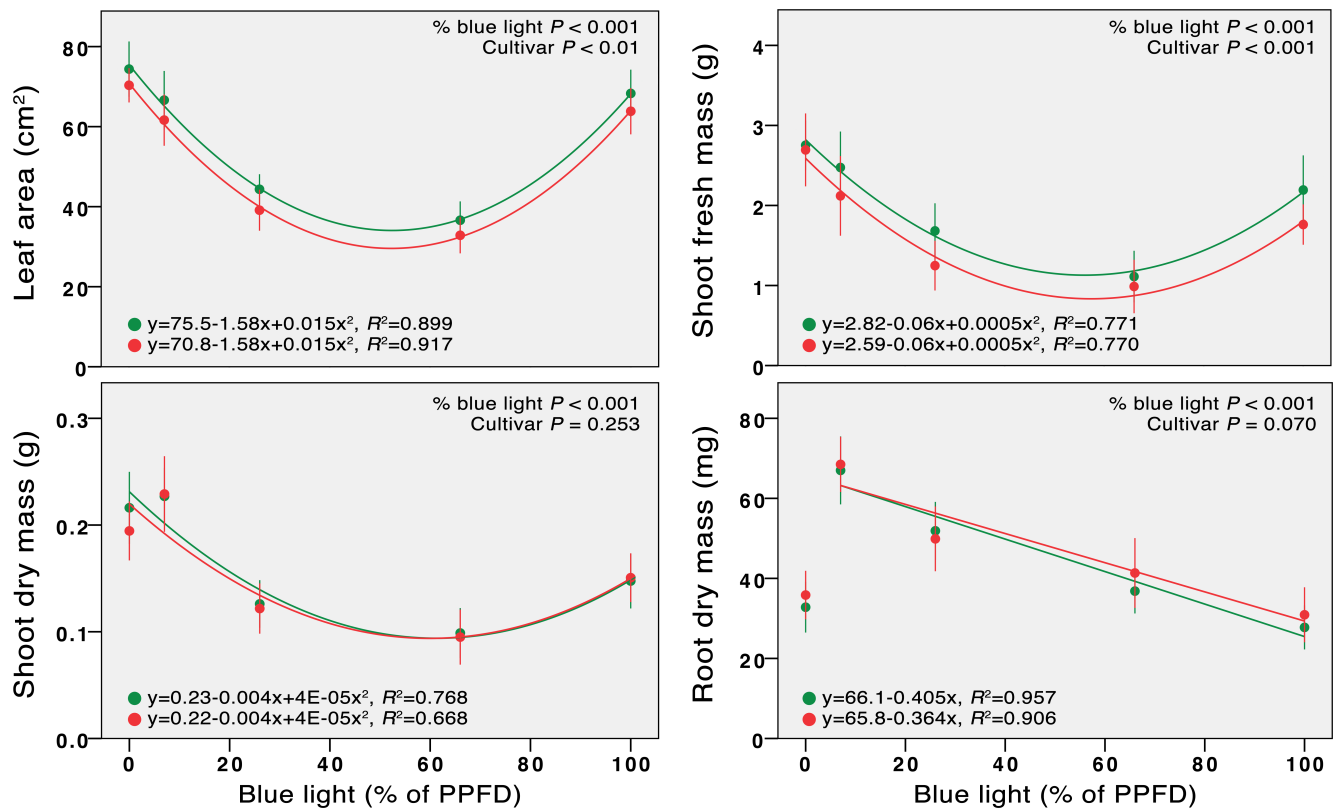 Leaf area (cm²)
80
60
40
20
0
% blue light P < 0.001
Cultivar P < 0.01
y=75.5-1.58x+0.015x², R²=0.899
y=70.8-1.58x+0.015x², R²=0.917
Shoot fresh mass (g)
4
3
2
1
0
% blue light P < 0.001
Cultivar P < 0.001
y=2.82-0.06x+0.0005x², R²=0.771
y=2.59-0.06x+0.0005x², R²=0.770
Shoot dry mass (g)
0.3
0.2
0.1
0.0
% blue light P < 0.001
Cultivar P = 0.253
y=0.23-0.004x+4E-05x², R²=0.768
y=0.22-0.004x+4E-05x², R²=0.668
0 20 40 60 80 100
Blue light (% of PPFD)
Root dry mass (mg)
80
60
40
20
0
% blue light P < 0.001
Cultivar P = 0.070
y=66.1-0.405x, R²=0.957
y=65.8-0.364x, R²=0.906
0 20 40 60 80 100
Blue light (% of PPFD)